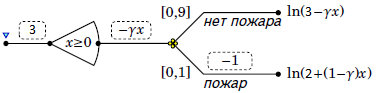 3
x≥0
−γx
[0,9]
нет пожара
ln(3−γx)
[0,1]
−1
пожар
ln(2+(1−γ)x)